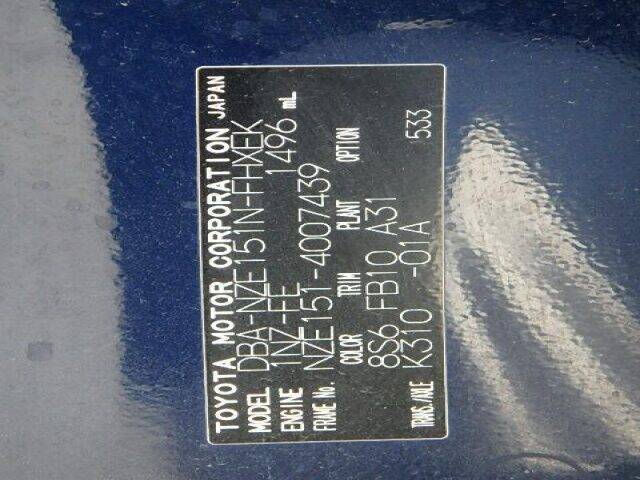 TOYOTA MOTOR CORPORATION JAPAN
MODEL DBA-NZE151N-FHXEK
ENGINE 1NZ-FE 1496 mL
FRAME No. NZE151-4007439
COLOR TRIM PLANT OPTION
8S6 FB10 A31
TRANS./AXLE K310 -01A 533